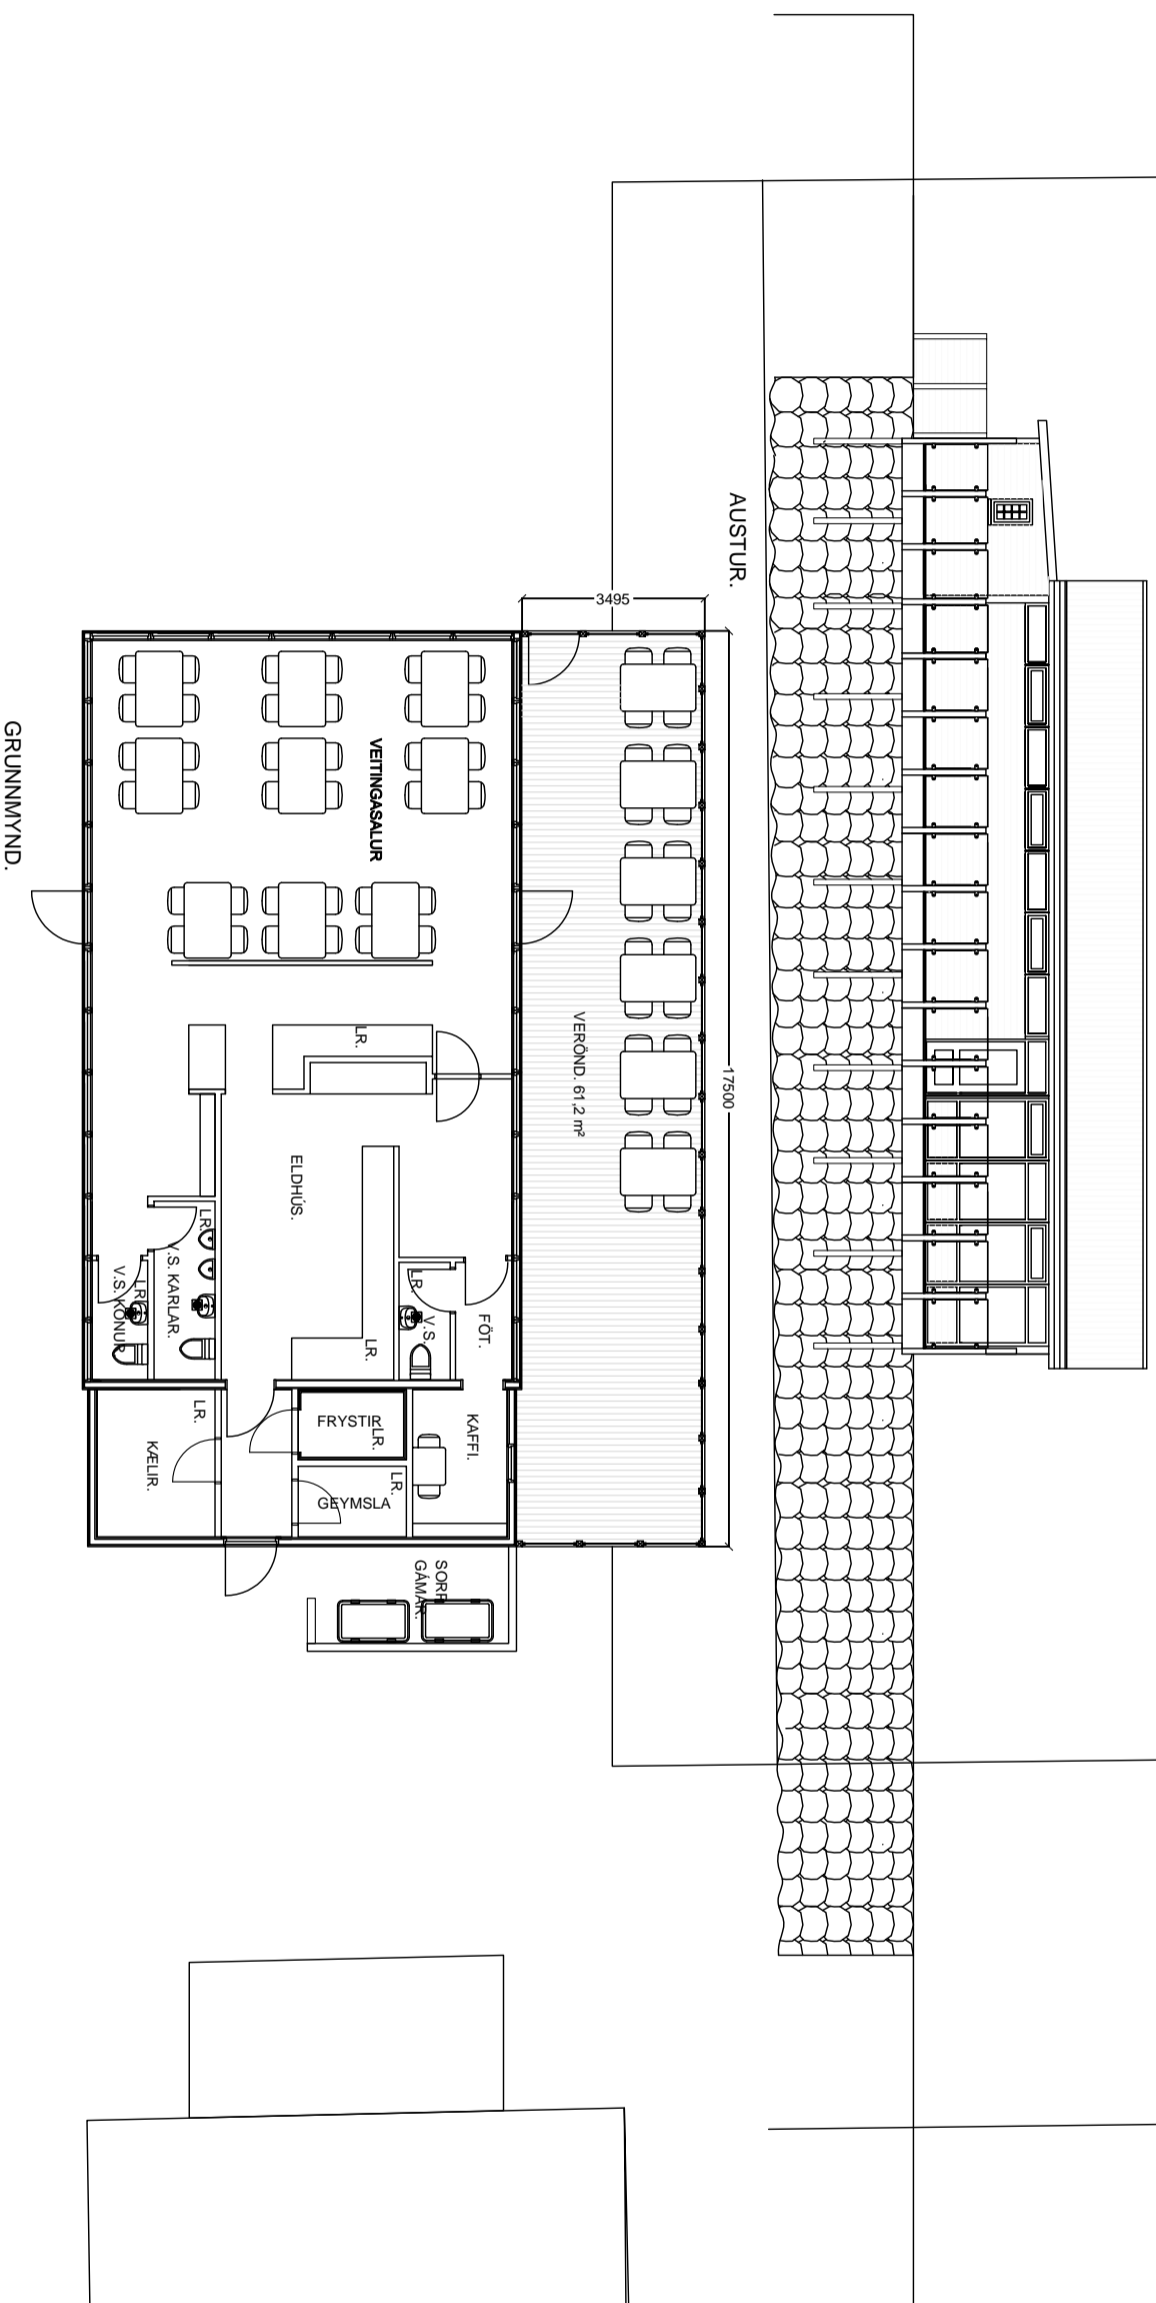 AUSTUR.
3495
17500
VERÖND. 61,2 m²
VEITINGASALUR
GRUNNMYND.
LR.
ELDHÚS.
LR.
V.S. KARLAR.
LR.
V.S. KONUR
LR.
V.S.
FÖT.
LR.
LR.
KÆLIR.
FRYSTIR
LR.
KAFFI.
LR.
GEYMSLA
SORP
GÁMAR.